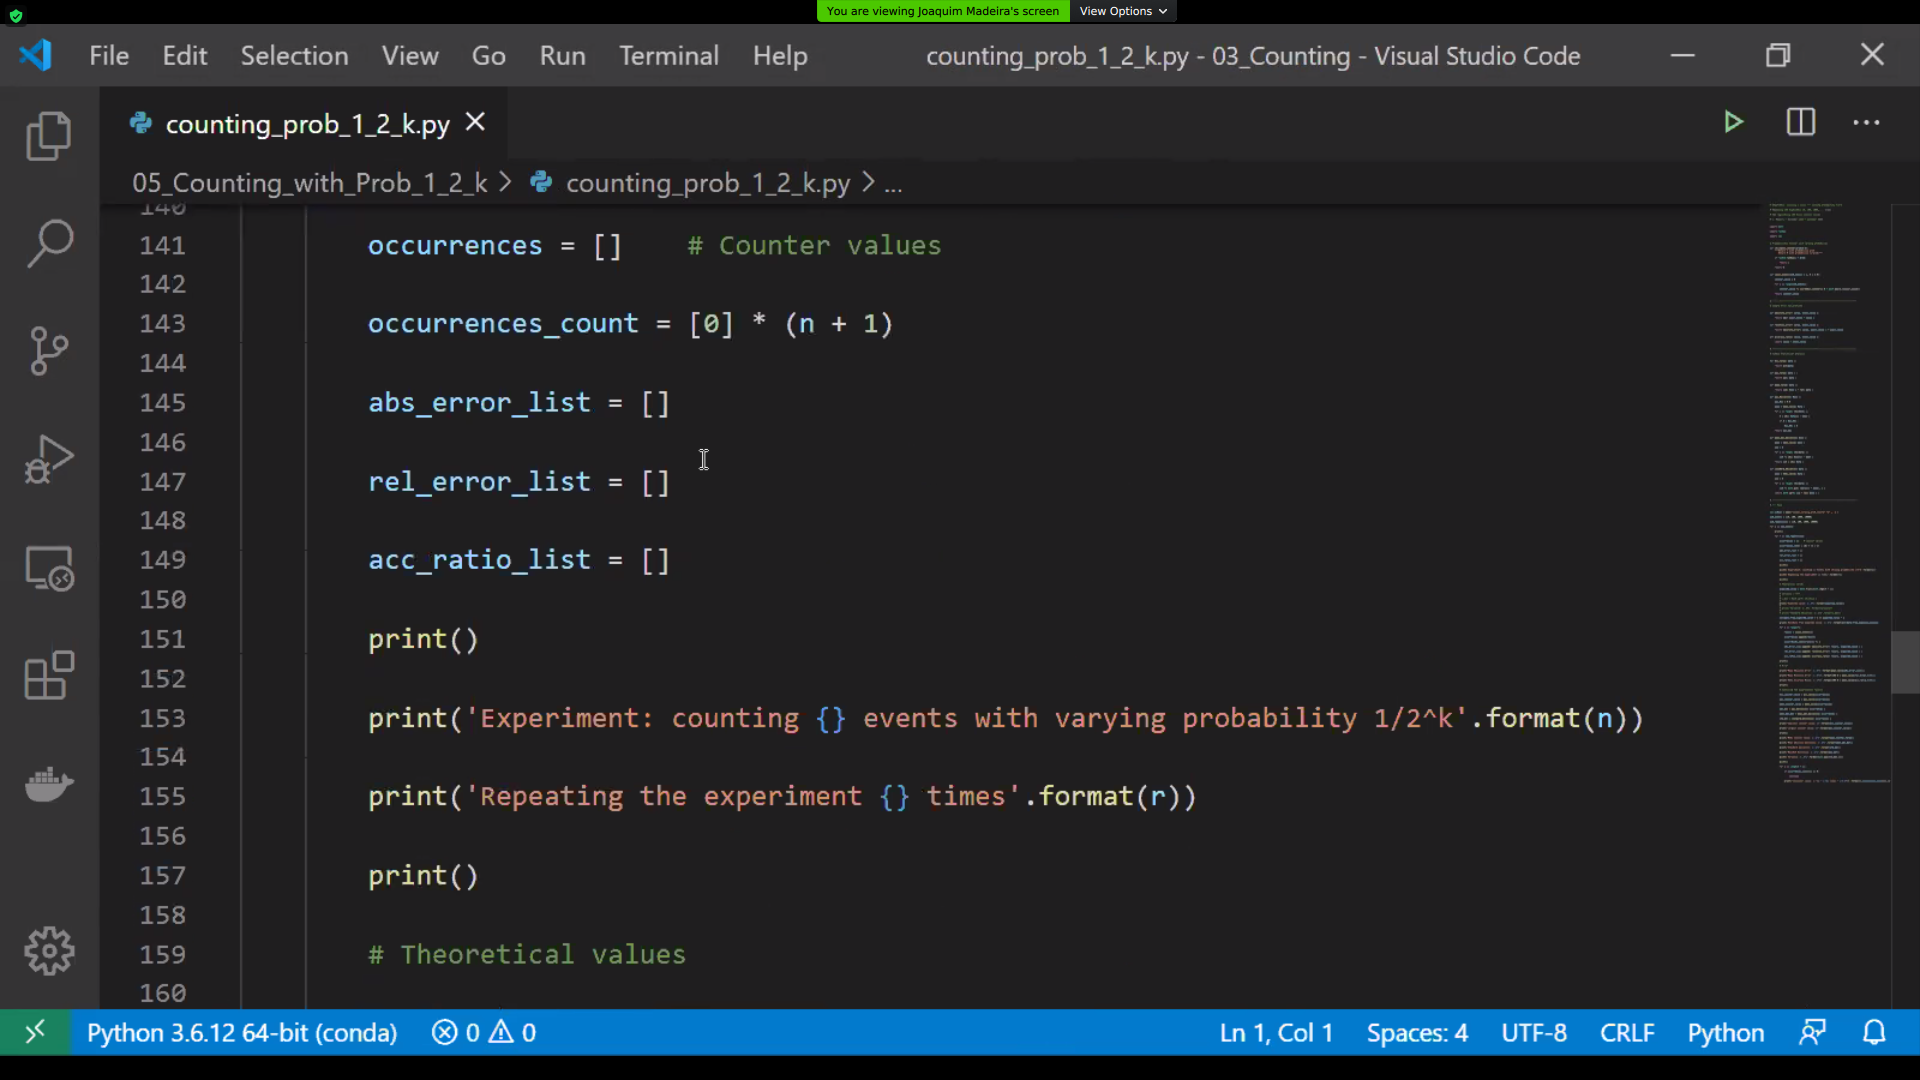 You are viewing Joaquim Madeira's screen View Options
File Edit Selection View Go Run Terminal Help counting_prob_1_2_k.py - 03_Counting - Visual Studio Code
counting_prob_1_2_k.py
05_Counting_with_Prob_1_2_k > counting_prob_1_2_k.py > ...
140
141 occurrences = [] # Counter values
142
143 occurrences_count = [0] * (n + 1)
144
145 abs_error_list = []
146
147 rel_error_list = []
148
149 acc_ratio_list = []
150
151 print()
152
153 print('Experiment: counting {} events with varying probability 1/2^k'.format(n))
154
155 print('Repeating the experiment {} times'.format(r))
156
157 print()
158
159 # Theoretical values
160
Python 3.6.12 64-bit (conda) 0 0 Ln 1, Col 1 Spaces: 4 UTF-8 CRLF Python